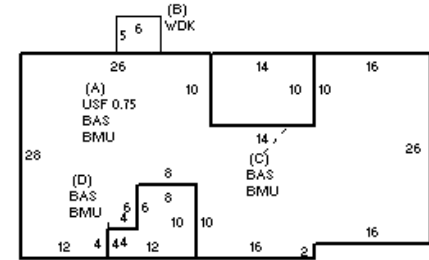 (B)
5 6 WDK
26 14 16
(A)
USF 0.75
BAS
BMU
10 10 10
14
28 26
(C)
BAS
BMU
(D)
BAS
BMU
8
8
6 6
4
10 10
12 4 4 4 12 16 2 16